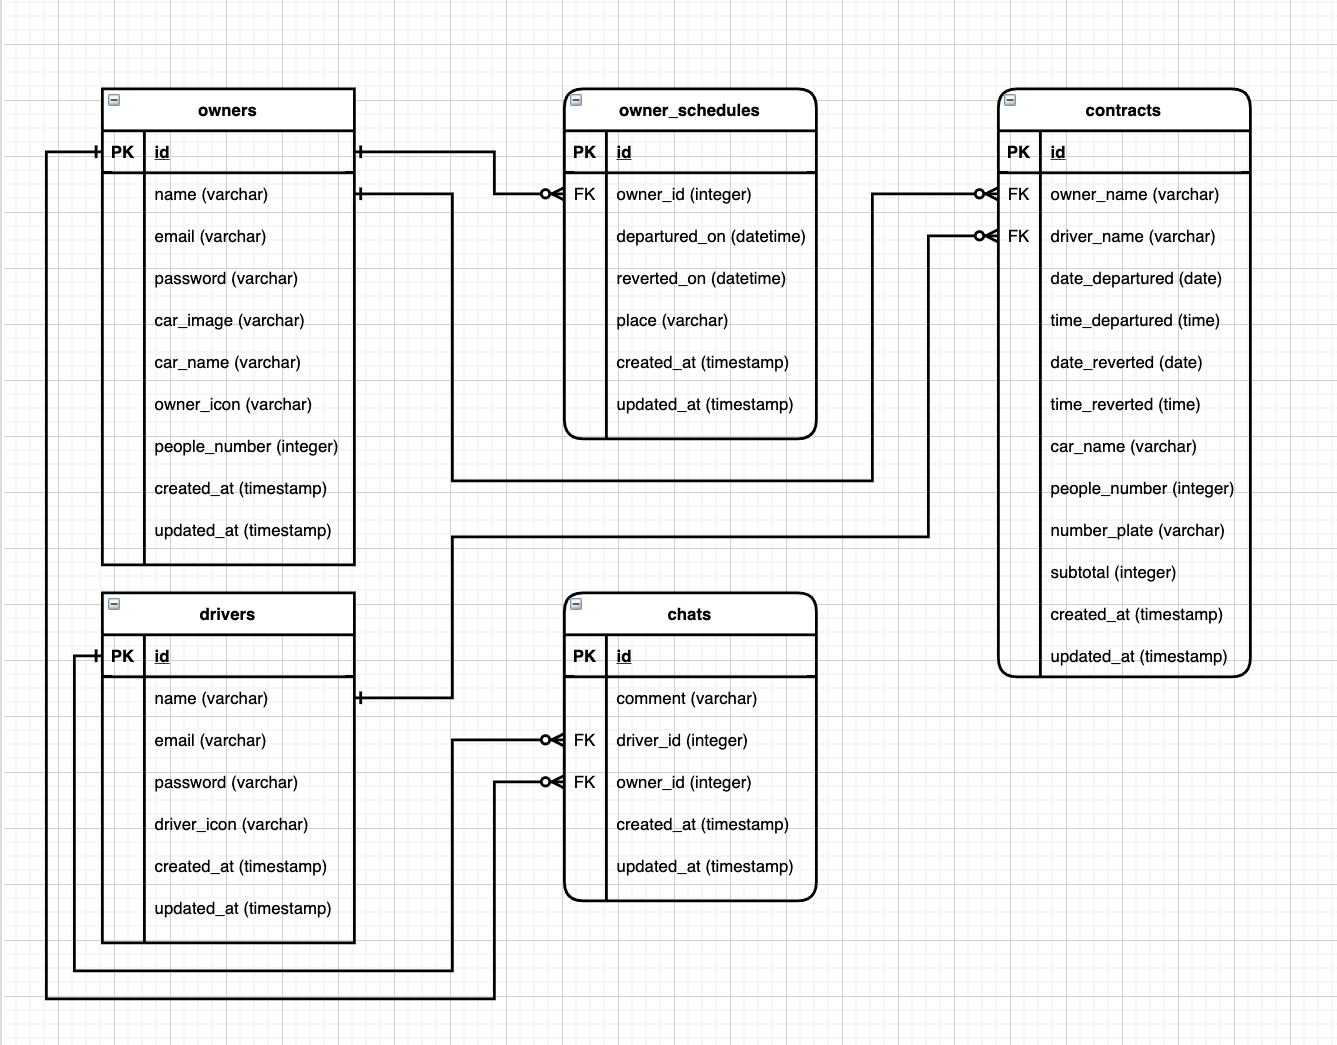 owners
PK id
name (varchar)
email (varchar)
password (varchar)
car_image (varchar)
car_name (varchar)
owner_icon (varchar)
people_number (integer)
created_at (timestamp)
updated_at (timestamp)
owner_schedules
PK id
FK owner_id (integer)
departured_on (datetime)
reverted_on (datetime)
place (varchar)
created_at (timestamp)
updated_at (timestamp)
contracts
PK id
FK owner_name (varchar)
FK driver_name (varchar)
date_departured (date)
time_departured (time)
date_reverted (date)
time_reverted (time)
car_name (varchar)
people_number (integer)
number_plate (varchar)
subtotal (integer)
created_at (timestamp)
updated_at (timestamp)
drivers
PK id
name (varchar)
email (varchar)
password (varchar)
driver_icon (varchar)
created_at (timestamp)
updated_at (timestamp)
chats
PK id
comment (varchar)
FK driver_id (integer)
FK owner_id (integer)
created_at (timestamp)
updated_at (timestamp)